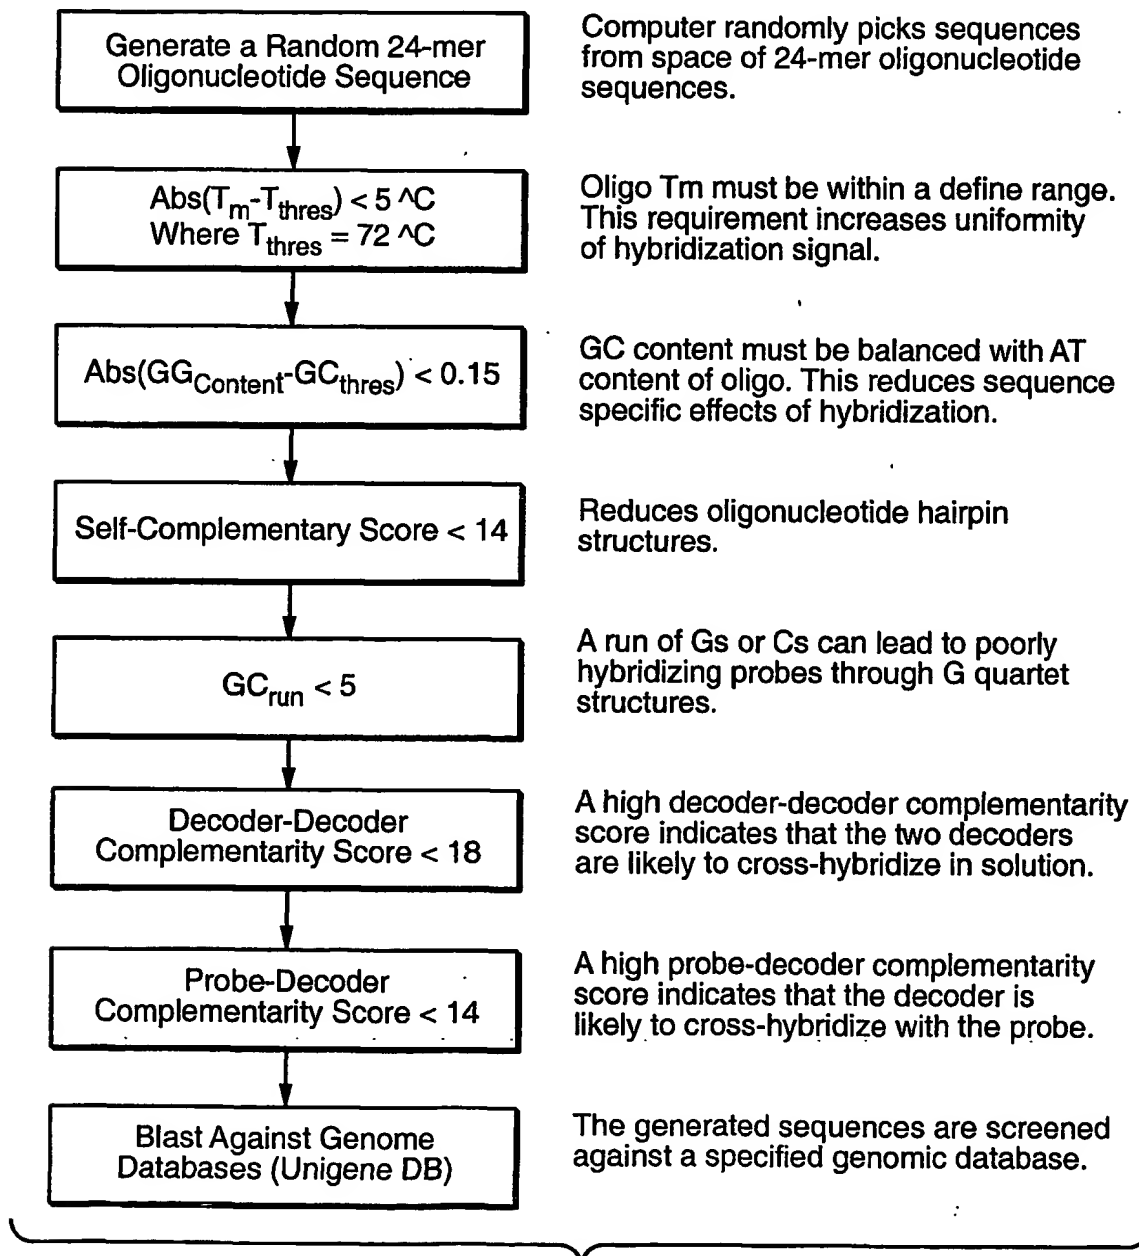 Generate a Random 24-mer
Oligonucleotide Sequence
Computer randomly picks sequences
from space of 24-mer oligonucleotide
sequences.
Abs(Tm-Tthres) < 5 ^C
Where Tthres = 72 ^C
Oligo Tm must be within a define range.
This requirement increases uniformity
of hybridization signal.
Abs(GGContent-GCthres) < 0.15
GC content must be balanced with AT
content of oligo. This reduces sequence
specific effects of hybridization.
Self-Complementary Score < 14
Reduces oligonucleotide hairpin
structures.
GCrun < 5
A run of Gs or Cs can lead to poorly
hybridizing probes through G quartet
structures.
Decoder-Decoder
Complementarity Score < 18
A high decoder-decoder complementarity
score indicates that the two decoders
are likely to cross-hybridize in solution.
Probe-Decoder
Complementarity Score < 14
A high probe-decoder complementarity
score indicates that the decoder is
likely to cross-hybridize with the probe.
Blast Against Genome
Databases (Unigene DB)
The generated sequences are screened
against a specified genomic database.